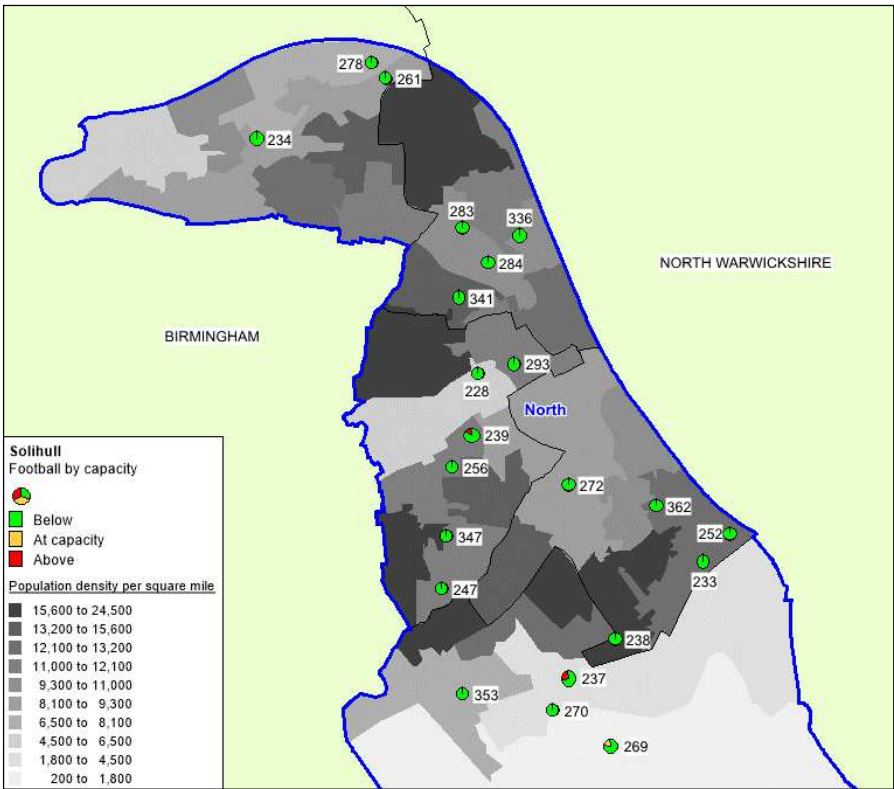 278
261
234
283
336
284
NORTH WARWICKSHIRE
341
BIRMINGHAM
293
228
North
239
256
272
362
347
252
233
247
238
237
353
270
269
Solihull
Football by capacity
Below
At capacity
Above
Population density per square mile
15,600 to 24,500
13,200 to 15,600
12,100 to 13,200
11,000 to 12,100
9,300 to 11,000
8,100 to 9,300
6,500 to 8,100
4,500 to 6,500
1,800 to 4,500
200 to 1,800